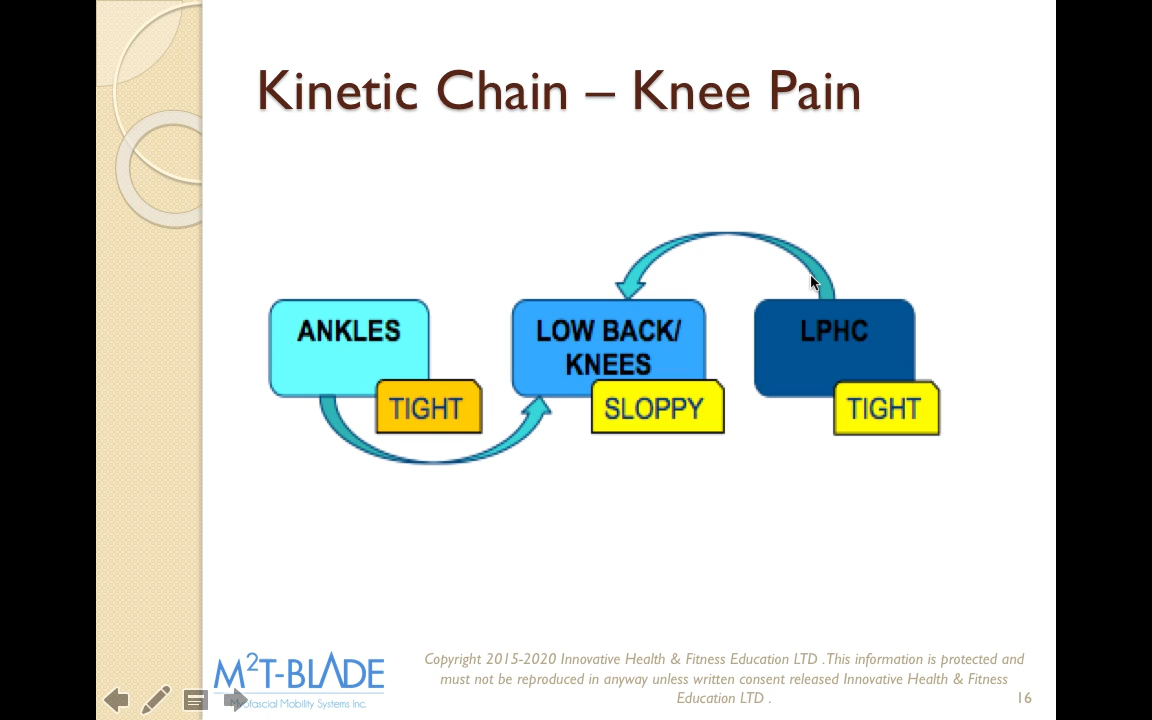 Kinetic Chain – Knee Pain
ANKLES
TIGHT
LOW BACK/
KNEES
SLOPPY
LPHC
TIGHT
M²T-BLADE
Myofascial Mobility Systems Inc.
Copyright 2015-2020 Innovative Health & Fitness Education LTD .This information is protected and
must not be reproduced in anyway unless written consent released Innovative Health & Fitness
Education LTD .
16